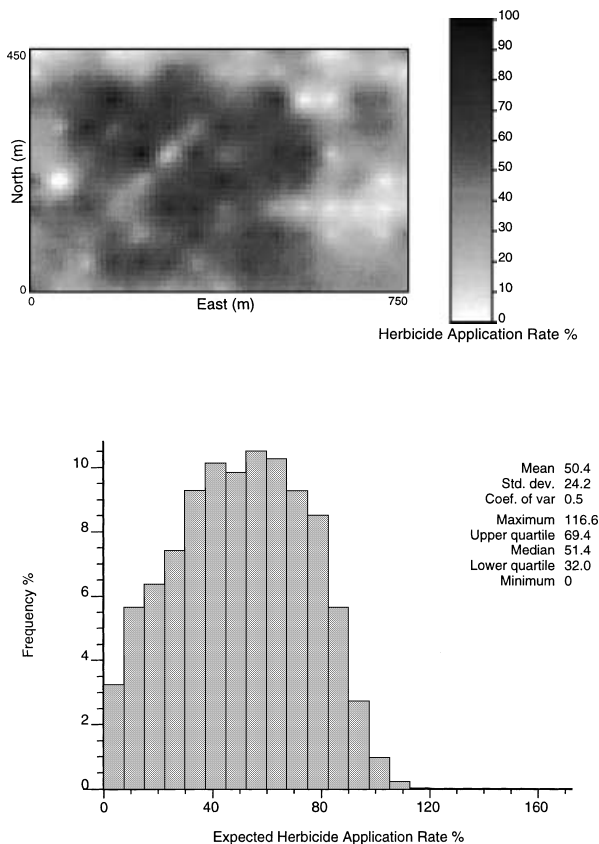 450
North (m)
0
0
East (m)
750
100
90
80
70
60
50
40
30
20
10
0
Herbicide Application Rate %
10
8
6
4
2
0
Frequency %
0 40 80 120 160
Expected Herbicide Application Rate %
Mean 50.4
Std. dev. 24.2
Coef. of var 0.5
Maximum 116.6
Upper quartile 69.4
Median 51.4
Lower quartile 32.0
Minimum 0